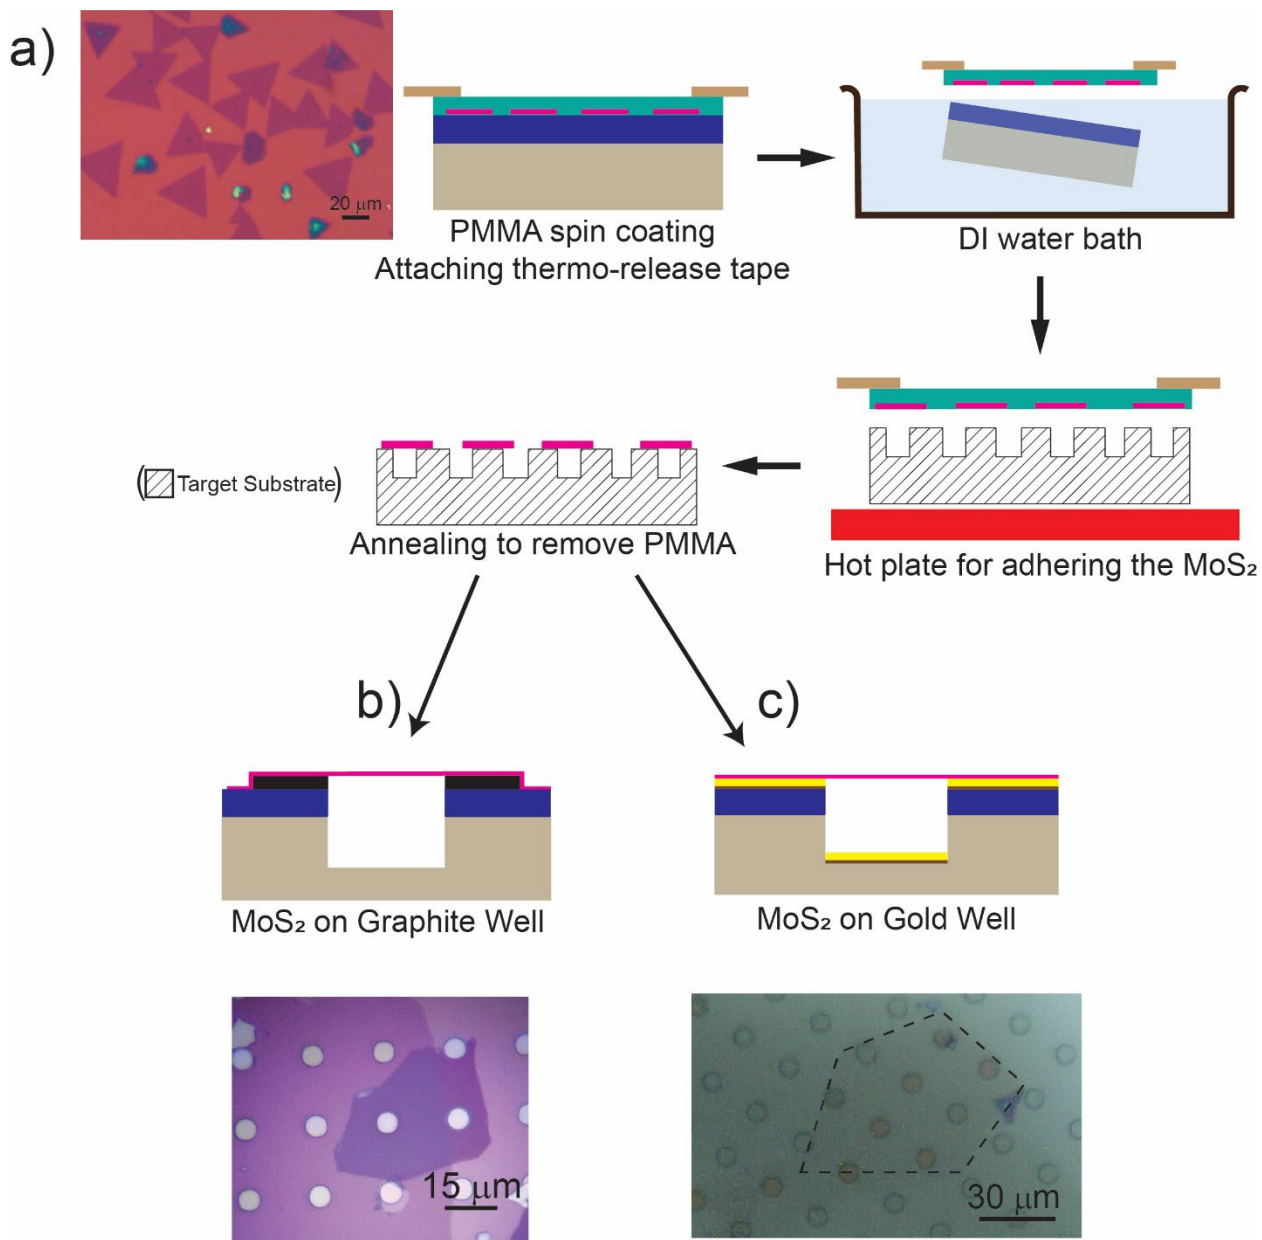 a)
20 μm
PMMA spin coating
Attaching thermo-release tape
DI water bath
Hot plate for adhering the MoS₂
(Target Substrate)
Annealing to remove PMMA
b)
c)
MoS₂ on Graphite Well
MoS₂ on Gold Well
15 μm
30 μm